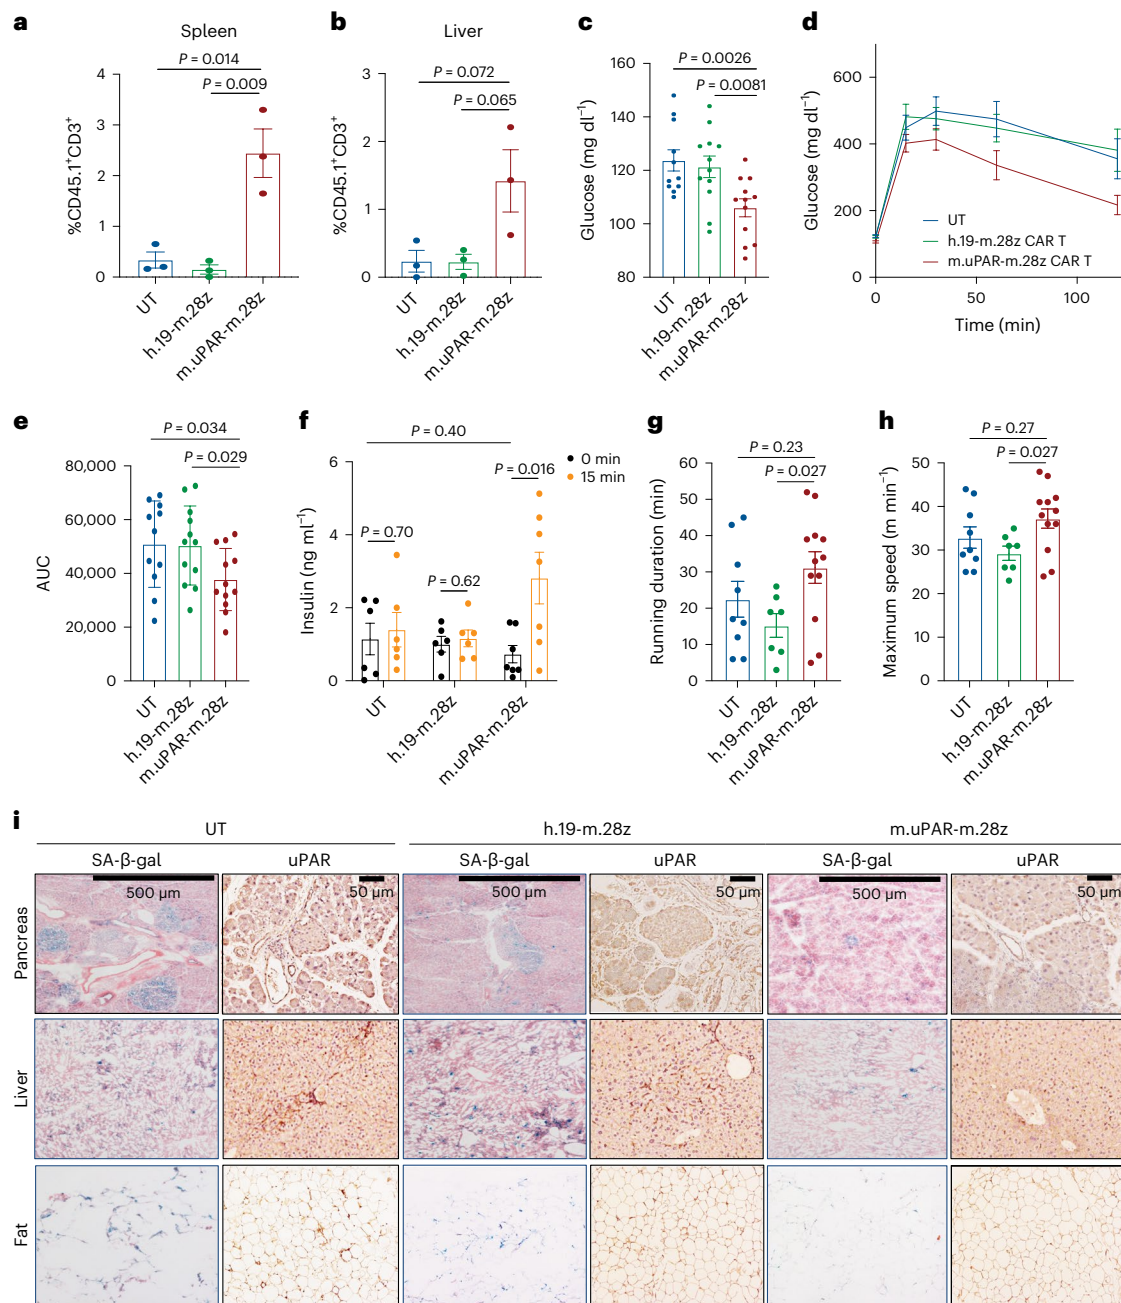 a
Spleen
P = 0.014
P = 0.009
%CD45.1⁺CD3⁺
4
3
2
1
0
UT
h.19-m.28z
m.uPAR-m.28z
b
Liver
P = 0.072
P = 0.065
%CD45.1⁺CD3⁺
3
2
1
0
UT
h.19-m.28z
m.uPAR-m.28z
c
P = 0.0026
P = 0.0081
Glucose (mg dl⁻¹)
160
140
120
100
80
UT
h.19-m.28z
m.uPAR-m.28z
d
Glucose (mg dl⁻¹)
600
400
200
0
UT
h.19-m.28z CAR T
m.uPAR-m.28z CAR T
0 50 100
Time (min)
e
P = 0.034
P = 0.029
AUC
80,000
60,000
40,000
20,000
0
UT
h.19-m.28z
m.uPAR-m.28z
f
P = 0.40
0 min
15 min
P = 0.016
P = 0.70
P = 0.62
Insulin (ng ml⁻¹)
6
4
2
0
UT
h.19-m.28z
m.uPAR-m.28z
g
P = 0.23
P = 0.027
Running duration (min)
60
50
40
30
20
10
0
UT
h.19-m.28z
m.uPAR-m.28z
h
P = 0.27
P = 0.027
Maximum speed (m min⁻¹)
50
40
30
20
10
0
UT
h.19-m.28z
m.uPAR-m.28z
i
UT h.19-m.28z m.uPAR-m.28z
SA-β-gal uPAR SA-β-gal uPAR SA-β-gal uPAR
500 µm 50 µm 500 µm 50 µm 500 µm 50 µm
Pancreas
Liver
Fat